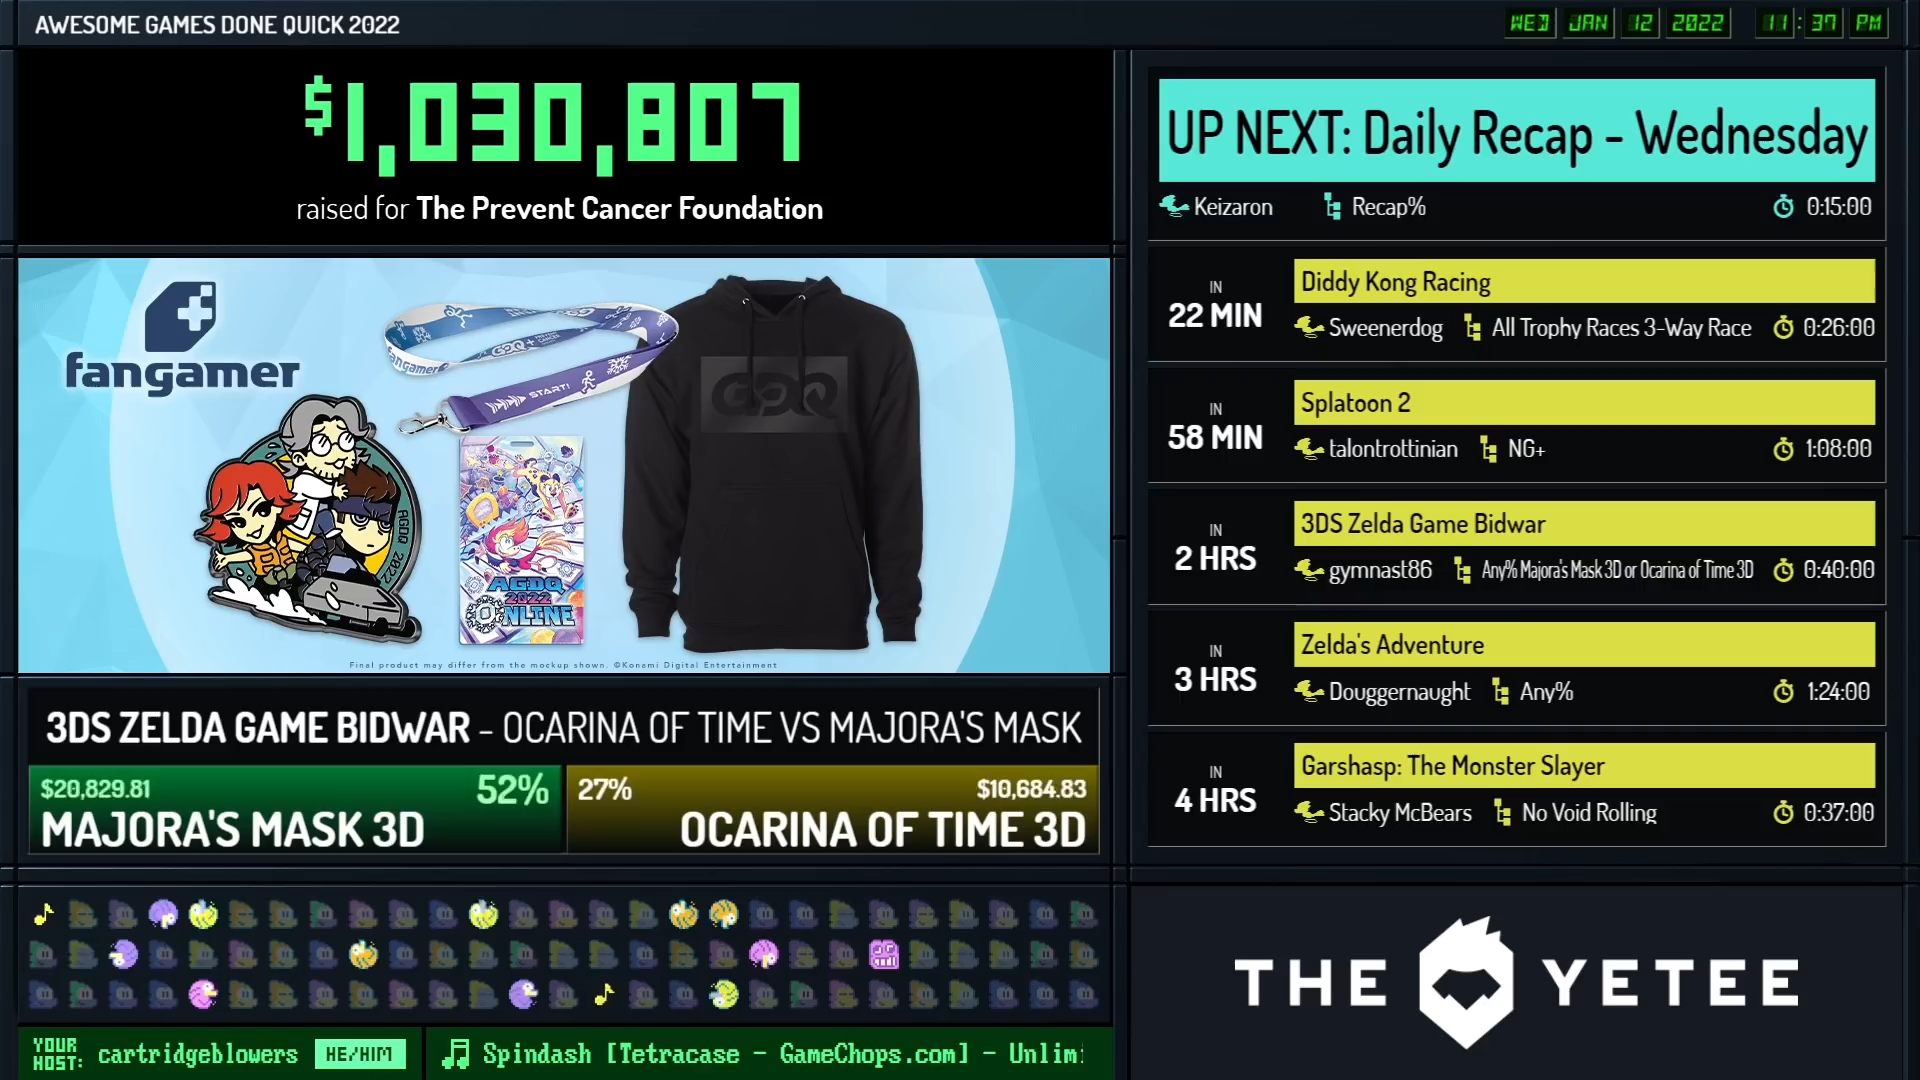 AWESOME GAMES DONE QUICK 2022
WED JAN 12 2022 11:37 PM
$1,030,807
raised for The Prevent Cancer Foundation
fangamer
fangamer
GDQ
START!
GDQ
AGDQ 2022
AGDQ
2022
ONLINE
Final product may differ from the mockup shown. ©Konami Digital Entertainment
3DS ZELDA GAME BIDWAR - OCARINA OF TIME VS MAJORA'S MASK
$20,829.81 52%
MAJORA'S MASK 3D
27% $10,684.83
OCARINA OF TIME 3D
YOUR HOST: cartridgeblowers HE/HIM
Spindash [Tetracase - GameChops.com] - Unlim
UP NEXT: Daily Recap - Wednesday
Keizaron Recap% 0:15:00
IN 22 MIN
Diddy Kong Racing
Sweenerdog All Trophy Races 3-Way Race 0:26:00
IN 58 MIN
Splatoon 2
talontrottinian NG+ 1:08:00
IN 2 HRS
3DS Zelda Game Bidwar
gymnast86 Any% Majora's Mask 3D or Ocarina of Time 3D 0:40:00
IN 3 HRS
Zelda's Adventure
Douggernaught Any% 1:24:00
IN 4 HRS
Garshasp: The Monster Slayer
Stacky McBears No Void Rolling 0:37:00
THE YETEE